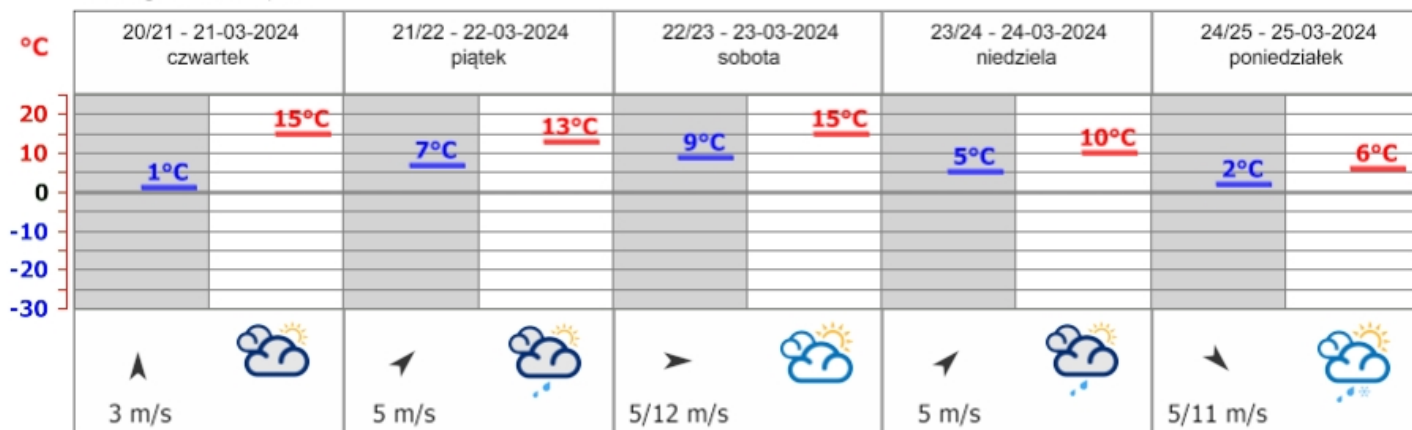 °C
20/21 - 21-03-2024
czwartek
21/22 - 22-03-2024
piątek
22/23 - 23-03-2024
sobota
23/24 - 24-03-2024
niedziela
24/25 - 25-03-2024
poniedziałek
20
10
0
-10
-20
-30
1°C
15°C
7°C
13°C
9°C
15°C
5°C
10°C
2°C
6°C
3 m/s
5 m/s
5/12 m/s
5 m/s
5/11 m/s